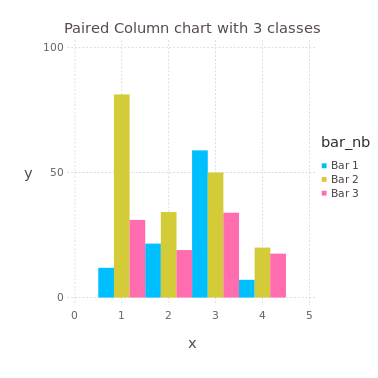 Paired Column chart with 3 classes
100
50
0
y
0 1 2 3 4 5
x
bar_nb
Bar 1
Bar 2
Bar 3